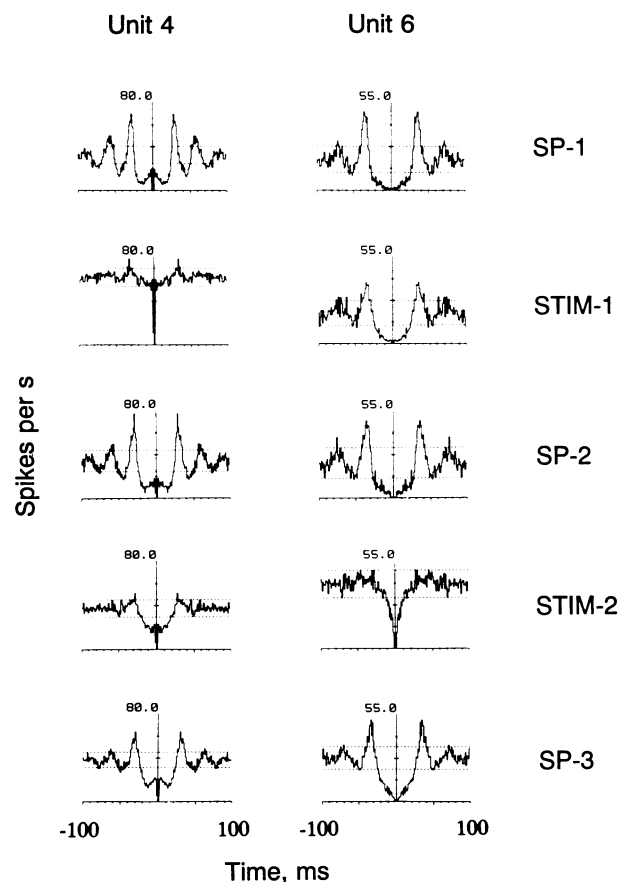 Unit 4 Unit 6
80.0 55.0 SP-1
80.0 55.0 STIM-1
80.0 55.0 SP-2
80.0 55.0 STIM-2
80.0 55.0 SP-3
Spikes per s
-100 100 -100 100
Time, ms